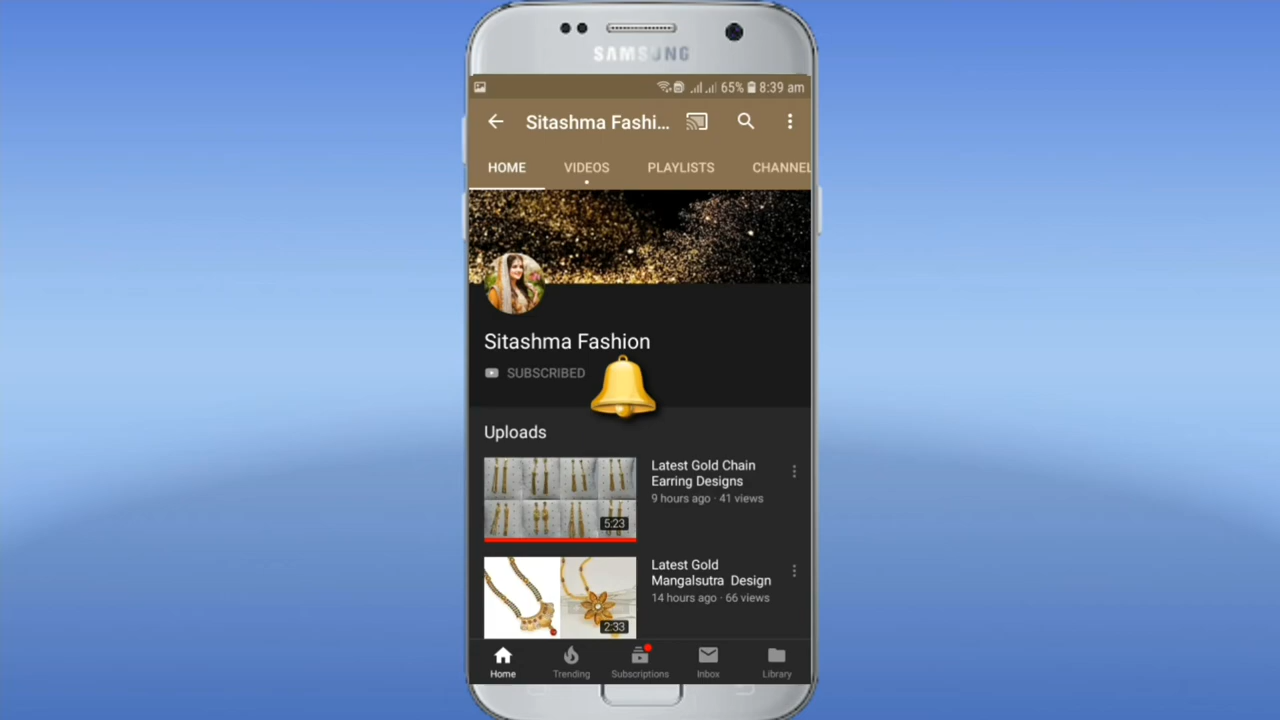 SAMSUNG
65% 8:39 am
Sitashma Fashi...
HOME VIDEOS PLAYLISTS CHANNEL
Sitashma Fashion
SUBSCRIBED
Uploads
Latest Gold Chain
Earring Designs
9 hours ago · 41 views
5:23
Latest Gold
Mangalsutra Design
14 hours ago · 66 views
2:33
Home Trending Subscriptions Inbox Library